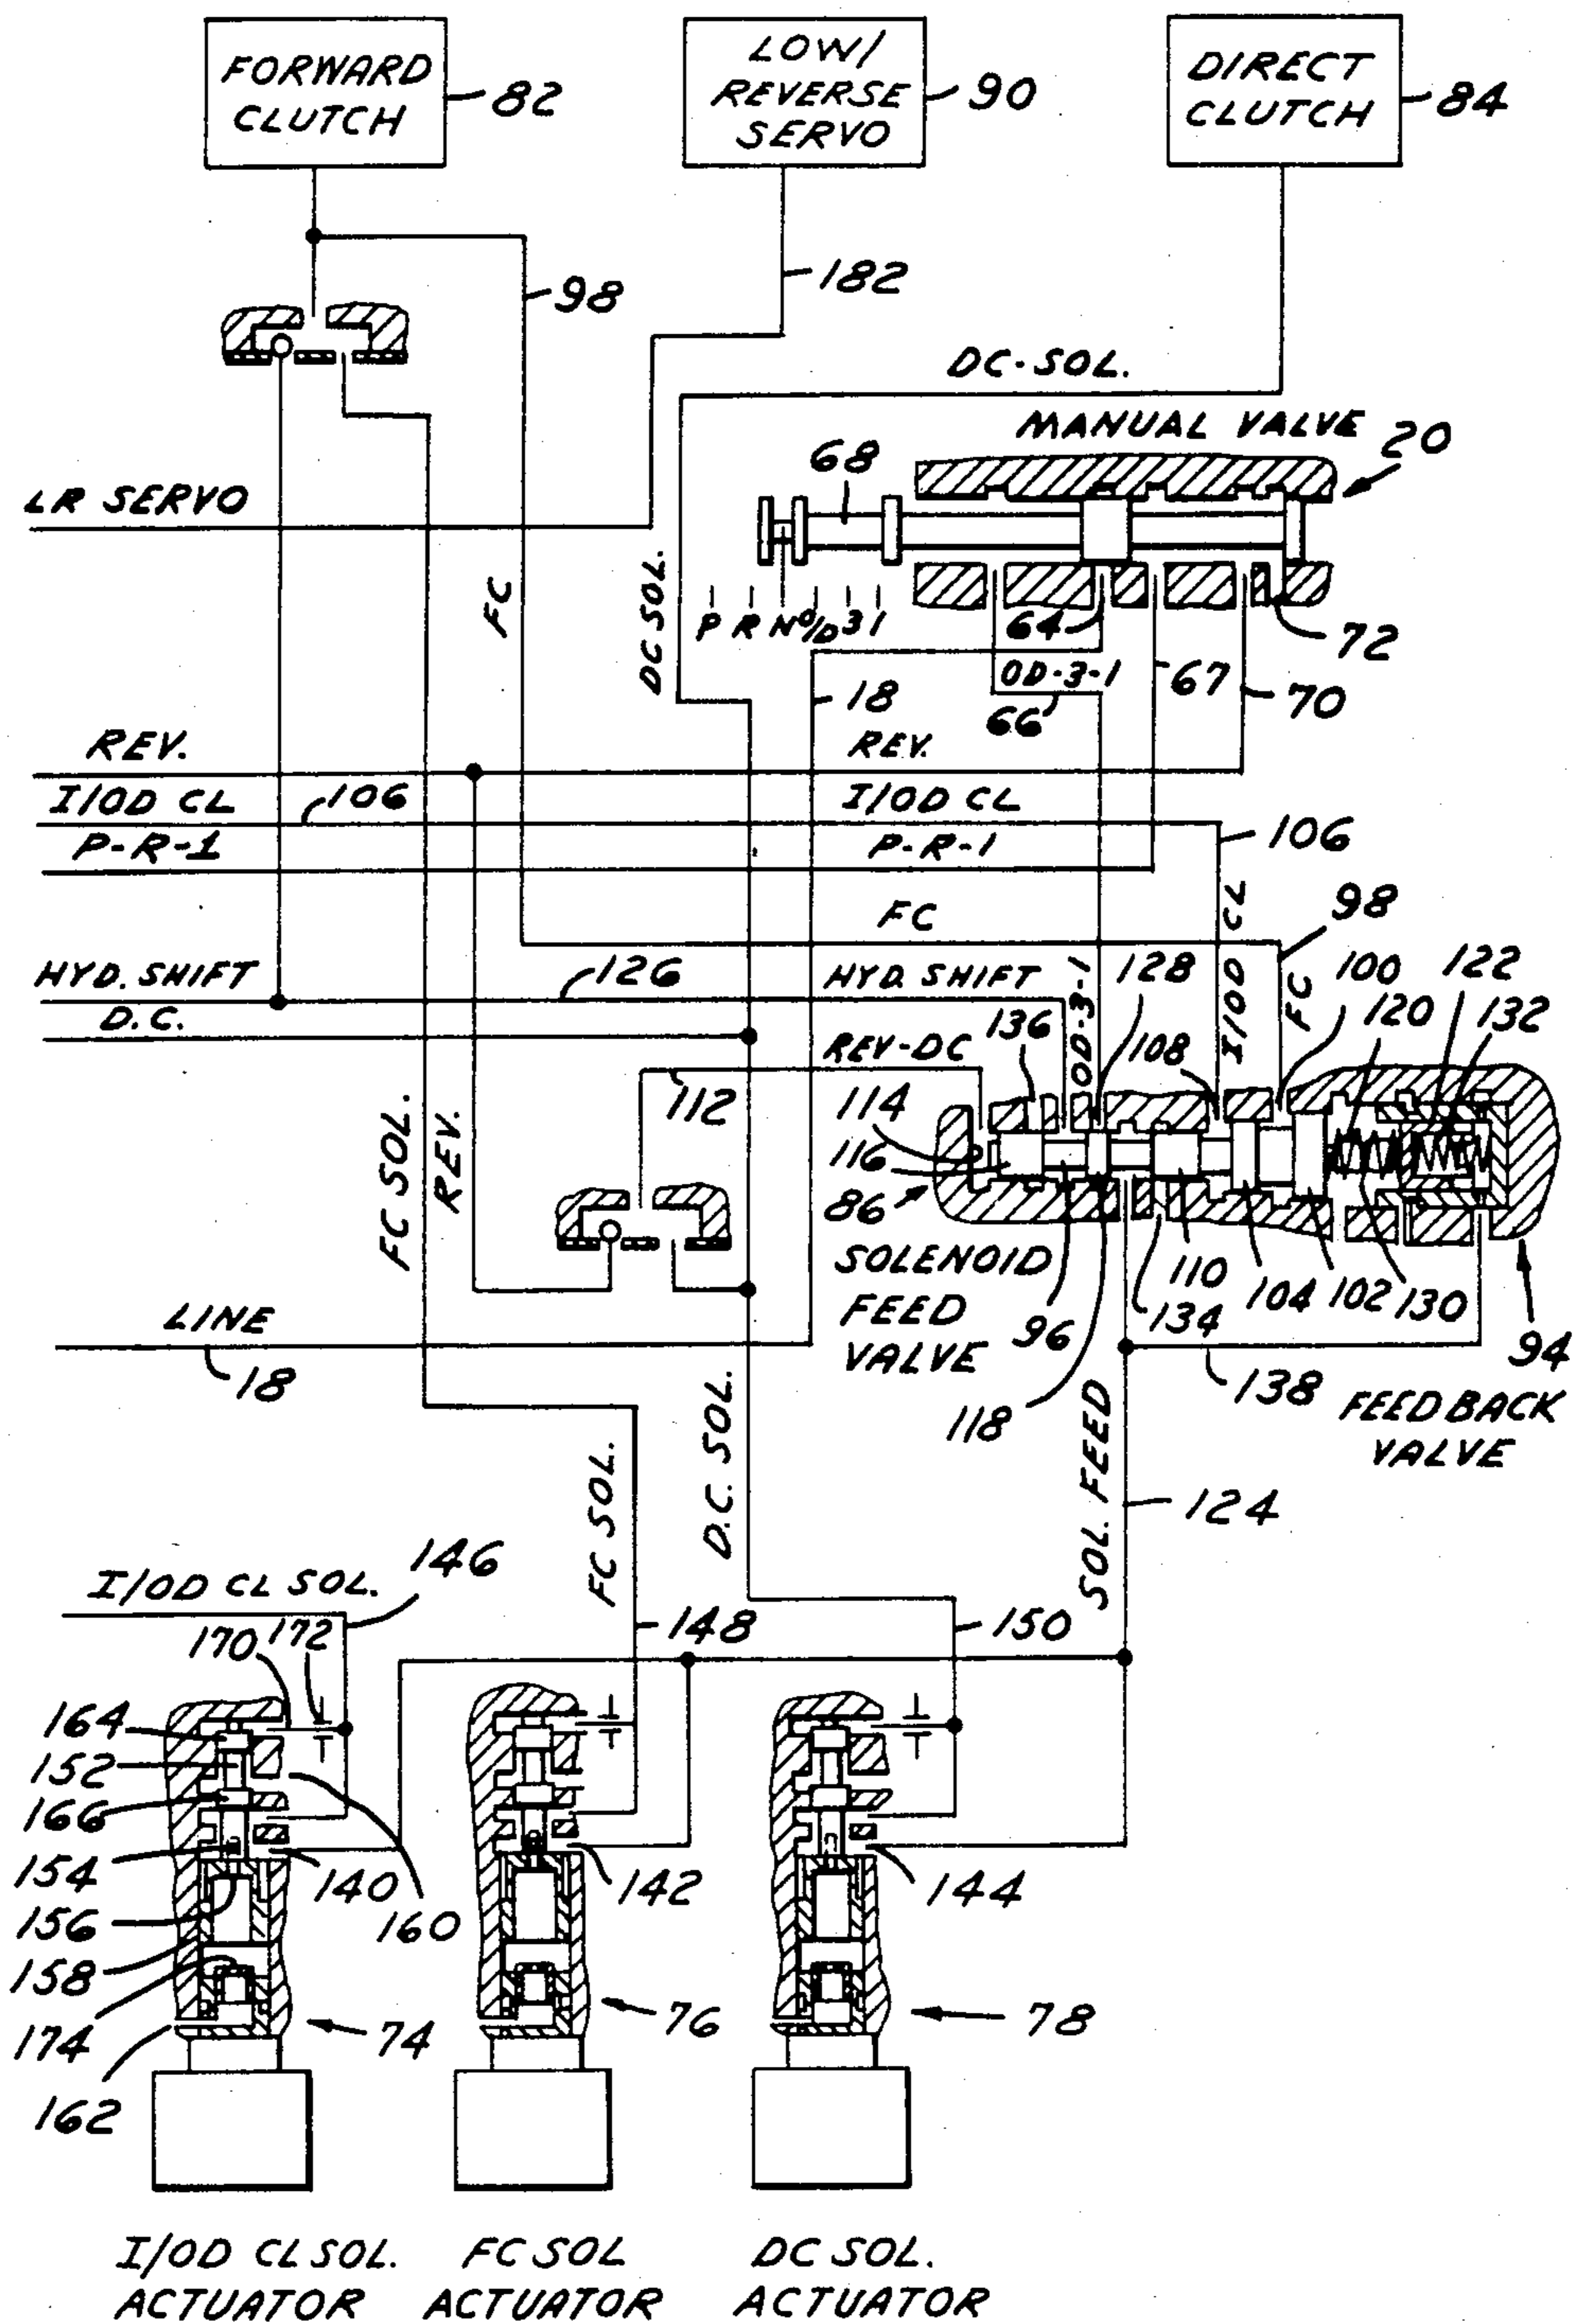 FORWARD
CLUTCH
82
LOW/
REVERSE
SERVO
90
DIRECT
CLUTCH
84
98
182
DC-SOL.
MANUAL VALVE
20
68
LR SERVO
FC
DC SOL.
P R N O/D 3 1
64
72
OD-3-1
67
18
66
70
REV.
REV.
I/OD CL
106
I/OD CL
P-R-1
P-R-1
106
FC
I/OD CL
98
HYD. SHIFT
126
HYD. SHIFT
OD-3-1
128
FC
100
122
D.C.
136
120
132
REV-DC
108
112
114
FC SOL.
REV.
116
86
SOLENOID
FEED
VALVE
96
134
110
104
102
130
LINE
94
18
138
118
FEEDBACK
VALVE
FC SOL.
D.C. SOL.
SOL. FEED
124
146
I/OD CL SOL.
170
172
148
150
164
152
166
154
140
142
144
156
160
158
174
74
76
78
162
I/OD CL SOL.
ACTUATOR
FC SOL
ACTUATOR
DC SOL.
ACTUATOR